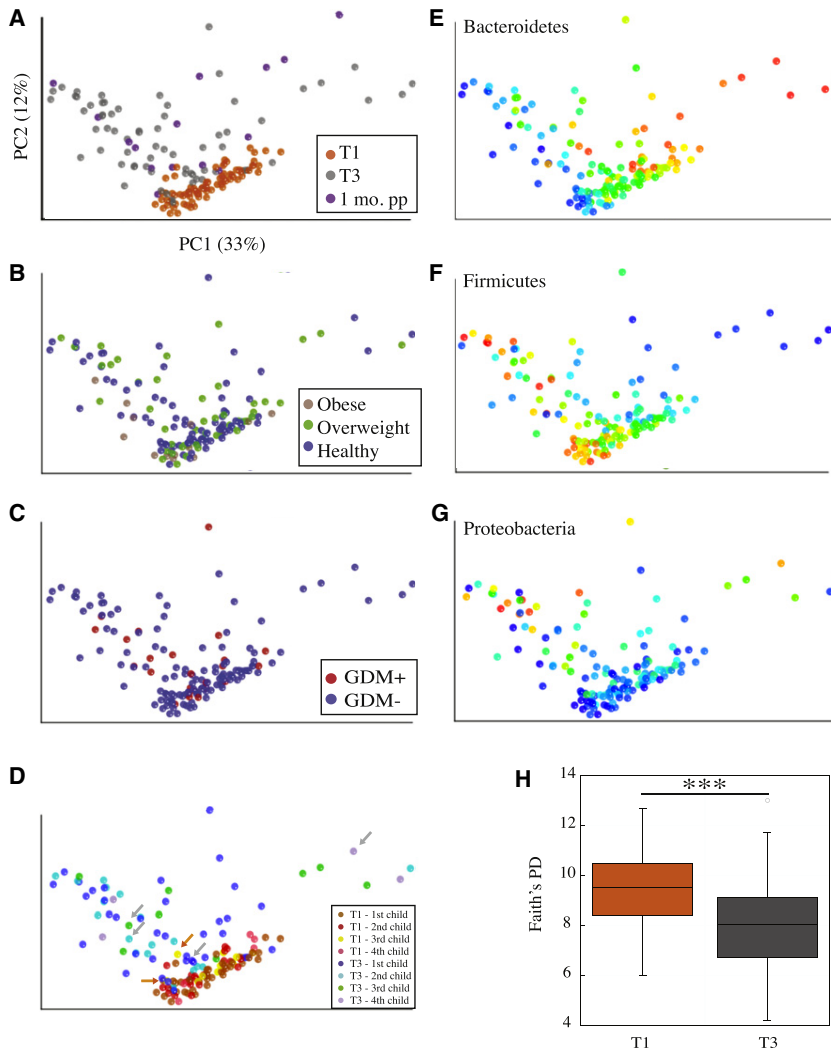 A
PC2 (12%)
T1
T3
1 mo. pp
PC1 (33%)
B
Obese
Overweight
Healthy
C
GDM+
GDM-
D
T1 - 1st child
T1 - 2nd child
T1 - 3rd child
T1 - 4th child
T3 - 1st child
T3 - 2nd child
T3 - 3rd child
T3 - 4th child
E
Bacteroidetes
F
Firmicutes
G
Proteobacteria
H
***
Faith's PD
14
12
10
8
6
4
T1
T3